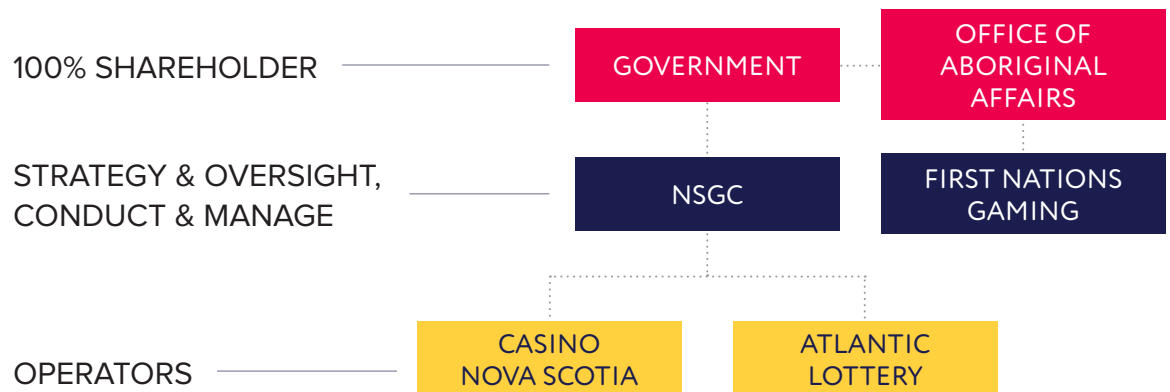 100% SHAREHOLDER
GOVERNMENT
OFFICE OF
ABORIGINAL
AFFAIRS
STRATEGY & OVERSIGHT,
CONDUCT & MANAGE
NSGC
FIRST NATIONS
GAMING
OPERATORS
CASINO
NOVA SCOTIA
ATLANTIC
LOTTERY